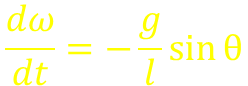 dω/dt = −g/l sin θ